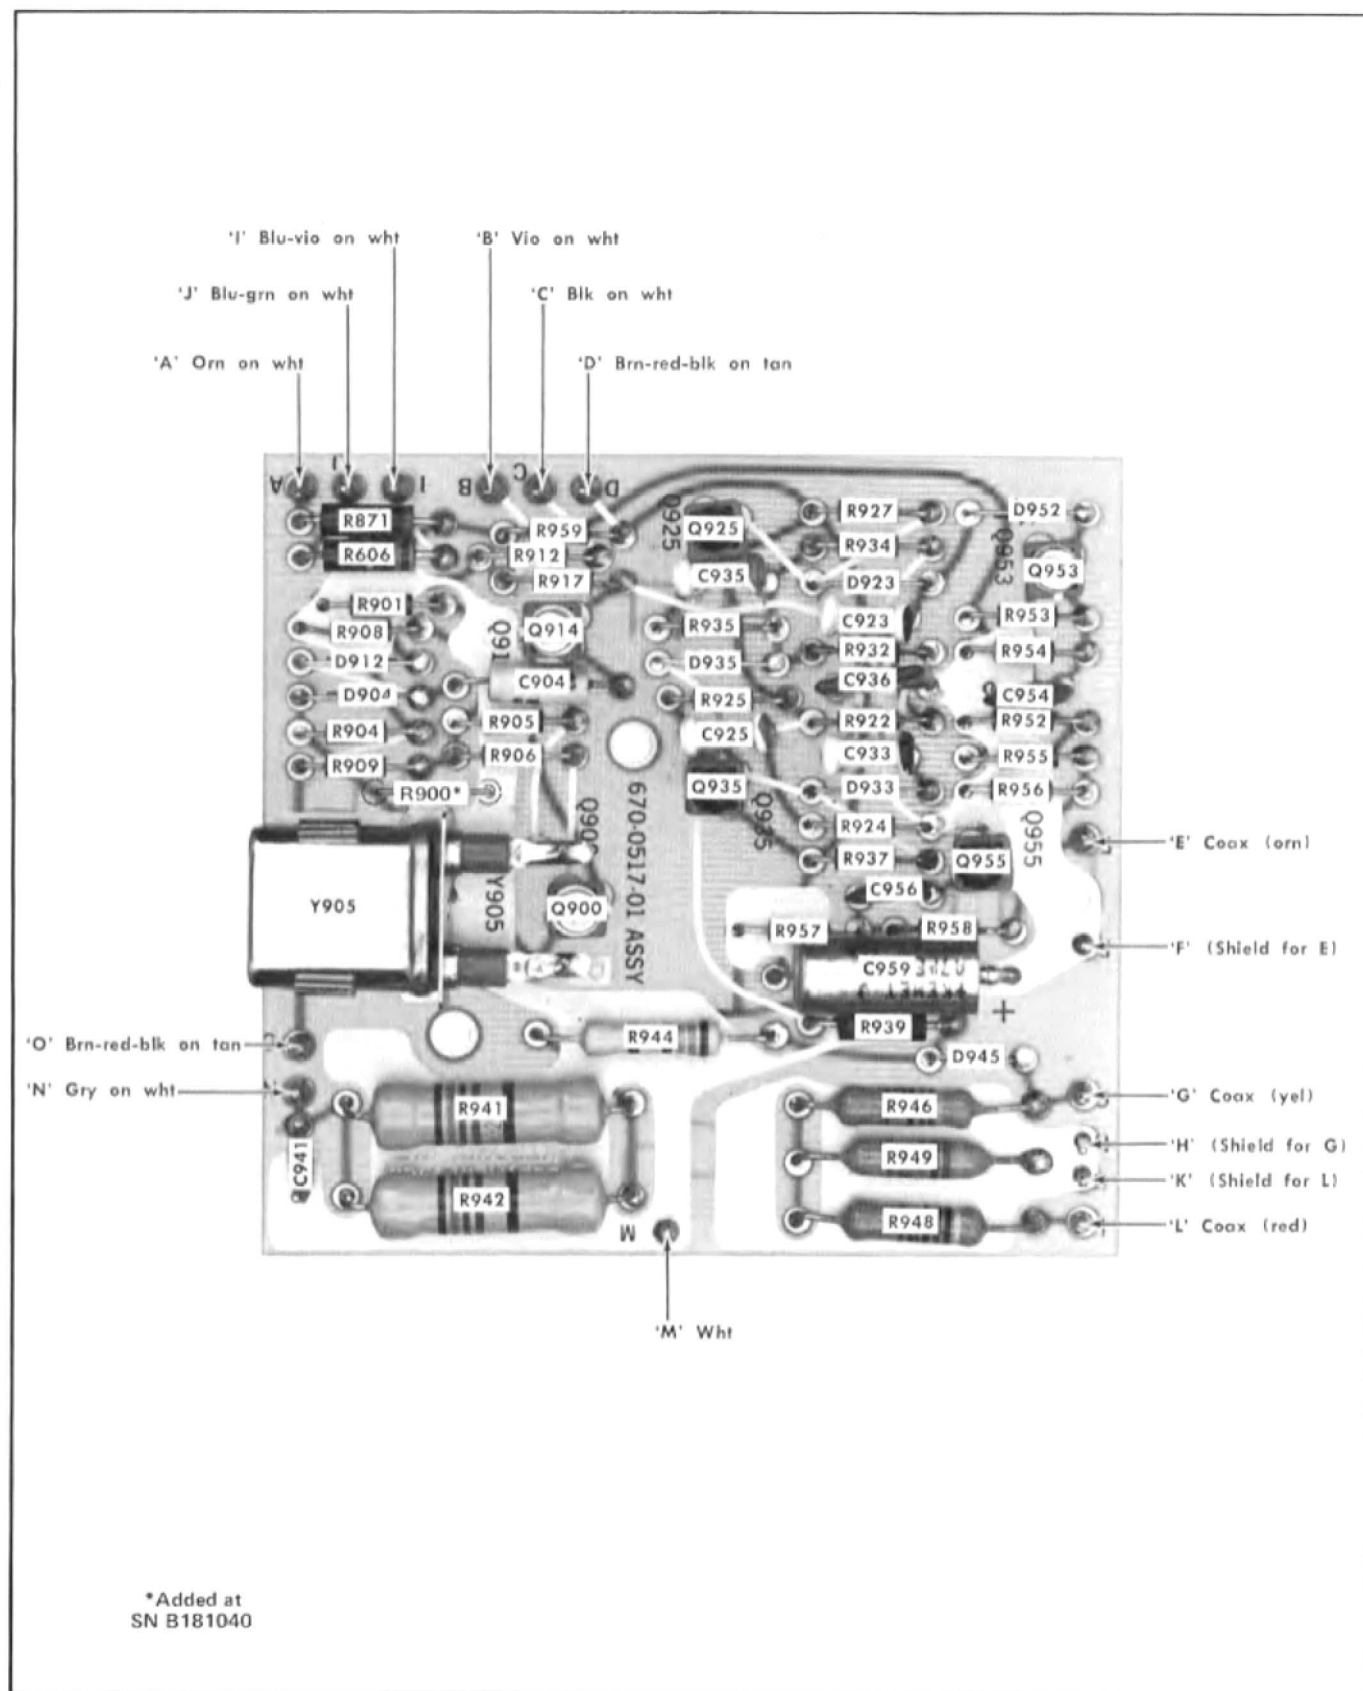 'I' Blu-vio on wht
'B' Vio on wht
'J' Blu-grn on wht
'C' Blk on wht
'A' Orn on wht
'D' Brn-red-blk on tan
A
J
I
B
C
D
R871
R606
R959
R912
R917
Q925
Q925
C935
R927
R934
D923
D952
Q953
Q953
R901
R908
D912
D904
R904
R909
R900*
Q91
Q914
C904
R905
R906
R935
D935
R925
C925
Q935
Q935
C923
R932
C936
R922
C933
D933
R924
R937
C956
R953
R954
C954
R952
R955
R956
Q955
Q955
'E' Coax (orn)
Y905
Y905
Q90
Q900
670-0517-01 ASSY
R957
R958
C959
KEMET
+
'F' (Shield for E)
R944
R939
D945
'O' Brn-red-blk on tan
'N' Gry on wht
C941
R941
R942
M
R946
R949
R948
'G' Coax (yel)
'H' (Shield for G)
'K' (Shield for L)
'L' Coax (red)
'M' Wht
*Added at
SN B181040